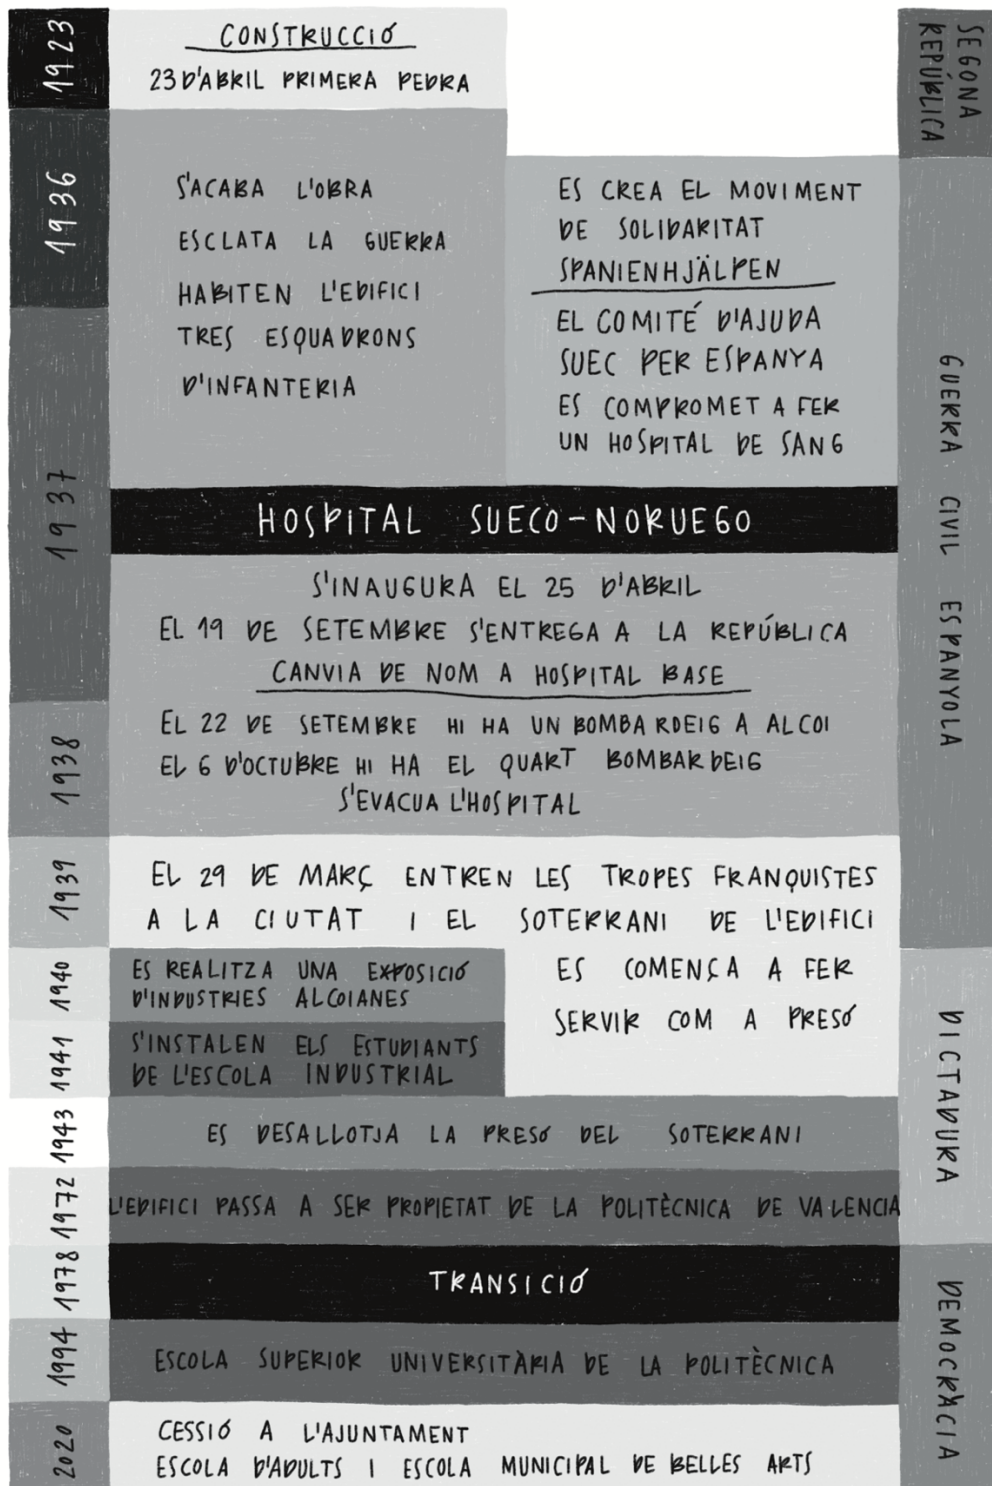 1923
CONSTRUCCIÓ
23 D'ABRIL PRIMERA PEDRA
SEGONA
REPÚBLICA
1936
S'ACABA L'OBRA
ESCLATA LA GUERRA
HABITEN L'EDIFICI
TRES ESQUADRONS
D'INFANTERIA
ES CREA EL MOVIMENT
DE SOLIDARITAT
SPANIENHJÄLPEN
EL COMITÉ D'AJUDA
SUEC PER ESPANYA
ES COMPROMET A FER
UN HOSPITAL DE SANG
GUERRA CIVIL ESPANYOLA
1937
HOSPITAL SUECO-NORUEGO
S'INAUGURA EL 25 D'ABRIL
EL 19 DE SETEMBRE S'ENTREGA A LA REPÚBLICA
CANVIA DE NOM A HOSPITAL BASE
1938
EL 22 DE SETEMBRE HI HA UN BOMBARDEIG A ALCOI
EL 6 D'OCTUBRE HI HA EL QUART BOMBARDEIG
S'EVACUA L'HOSPITAL
1939
EL 29 DE MARÇ ENTREN LES TROPES FRANQUISTES
A LA CIUTAT I EL SOTERRANI DE L'EDIFICI
ES COMENÇA A FER
SERVIR COM A PRESÓ
1940
ES REALITZA UNA EXPOSICIÓ
D'INDUSTRIES ALCOIANES
1941
S'INSTALEN ELS ESTUDIANTS
DE L'ESCOLA INDUSTRIAL
DICTADURA
1943
ES DESALLOTJA LA PRESÓ DEL SOTERRANI
1972
L'EDIFICI PASSA A SER PROPIETAT DE LA POLITÈCNICA DE VALENCIA
1978
TRANSICIÓ
DEMOCRÀCIA
1994
ESCOLA SUPERIOR UNIVERSITÀRIA DE LA POLITÈCNICA
2020
CESSIÓ A L'AJUNTAMENT
ESCOLA D'ADULTS I ESCOLA MUNICIPAL DE BELLES ARTS